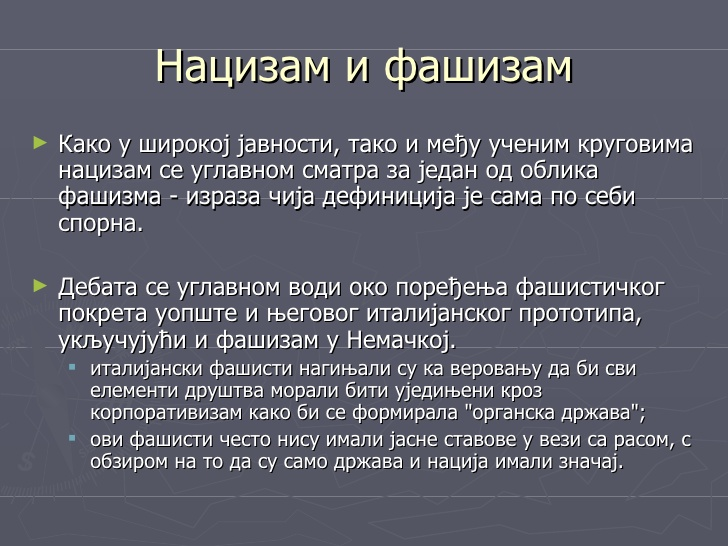 Нацизам и фашизам
Како у широкој јавности, тако и међу ученим круговима
нацизам се углавном сматра за један од облика
фашизма - израза чија дефиниција је сама по себи
спорна.
Дебата се углавном води око поређења фашистичког
покрета уопште и његовог италијанског прототипа,
укључујући и фашизам у Немачкој.
италијански фашисти нагињали су ка веровању да би сви
елементи друштва морали бити уједињени кроз
корпоративизам како би се формирала "органска држава";
ови фашисти често нису имали јасне ставове у вези са расом, с
обзиром на то да су само држава и нација имали значај.